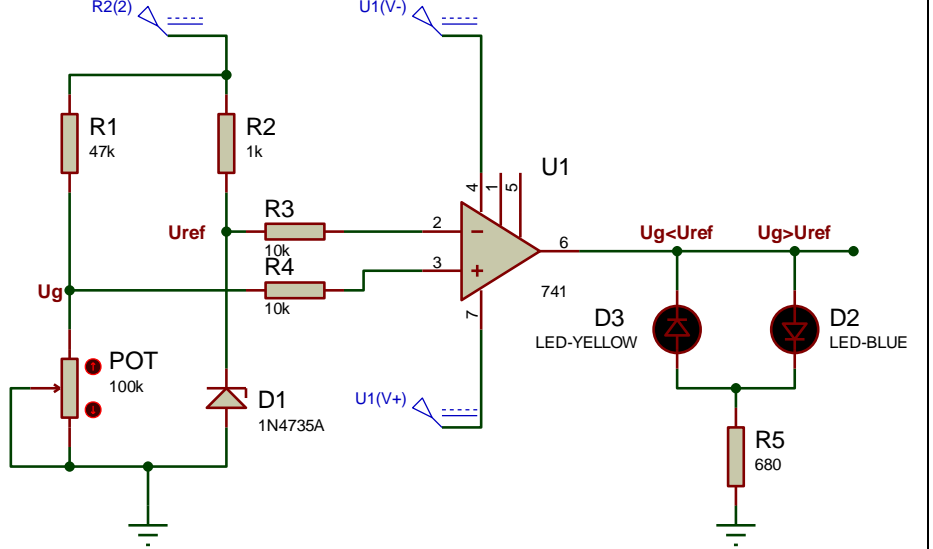 R2(2)
U1(V-)
R1
47k
R2
1k
U1
4
1
5
R3
10k
Uref
2
3
6
7
741
R4
10k
Ug
Ug<Uref
Ug>Uref
D3
LED-YELLOW
D2
LED-BLUE
POT
100k
D1
1N4735A
U1(V+)
R5
680